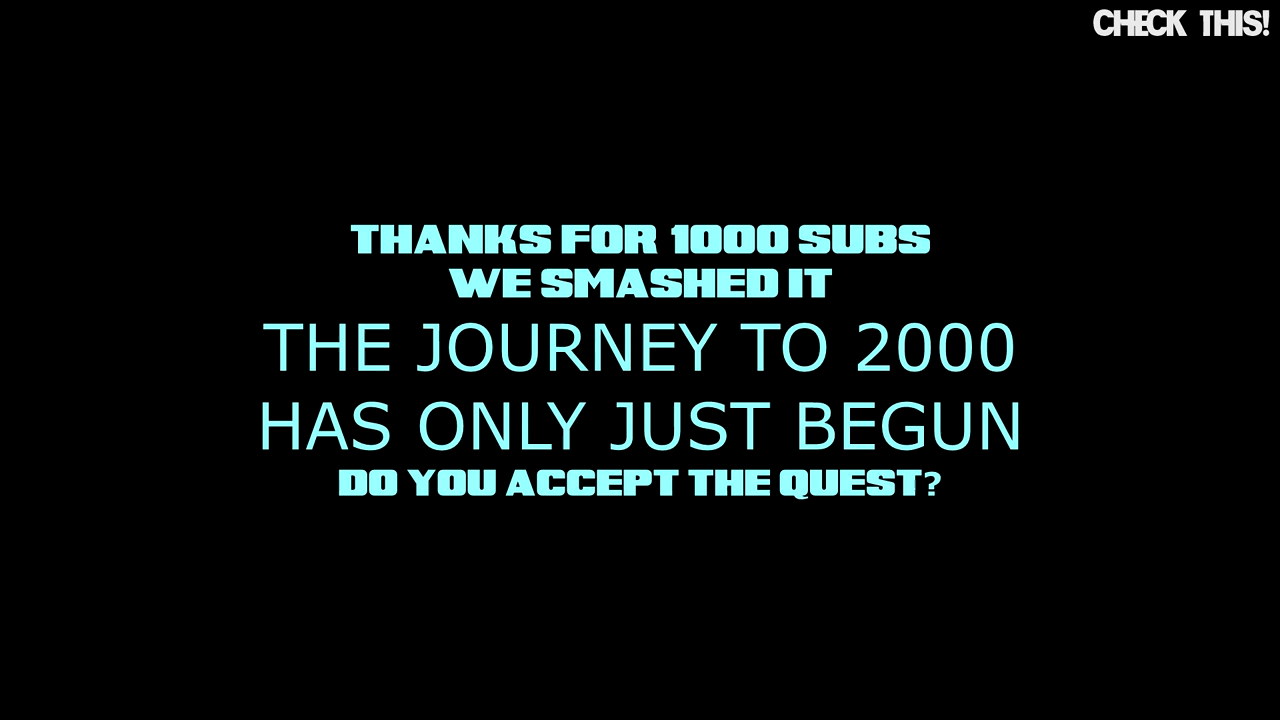 CHECK THIS!
THANKS FOR 1000 SUBS
WE SMASHED IT
THE JOURNEY TO 2000
HAS ONLY JUST BEGUN
DO YOU ACCEPT THE QUEST?